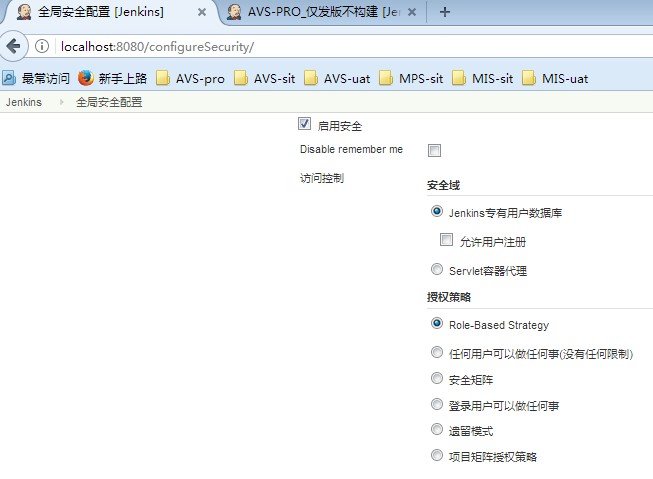 全局安全配置 [Jenkins]
AVS-PRO_仅发版不构建 [Je
localhost:8080/configureSecurity/
最常访问 新手上路 AVS-pro AVS-sit AVS-uat MPS-sit MIS-sit MIS-uat
Jenkins 全局安全配置
启用安全
Disable remember me
访问控制
安全域
Jenkins专有用户数据库
允许用户注册
Servlet容器代理
授权策略
Role-Based Strategy
任何用户可以做任何事(没有任何限制)
安全矩阵
登录用户可以做任何事
遗留模式
项目矩阵授权策略